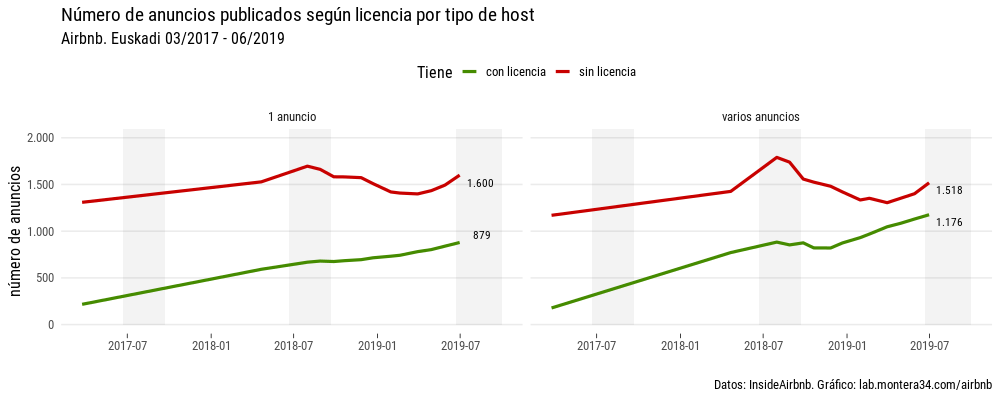 Número de anuncios publicados según licencia por tipo de host
Airbnb. Euskadi 03/2017 - 06/2019
Tiene con licencia sin licencia
1 anuncio
varios anuncios
número de anuncios
2.000
1.500
1.000
500
0
1.600
879
1.518
1.176
2017-07 2018-01 2018-07 2019-01 2019-07
2017-07 2018-01 2018-07 2019-01 2019-07
Datos: InsideAirbnb. Gráfico: lab.montera34.com/airbnb